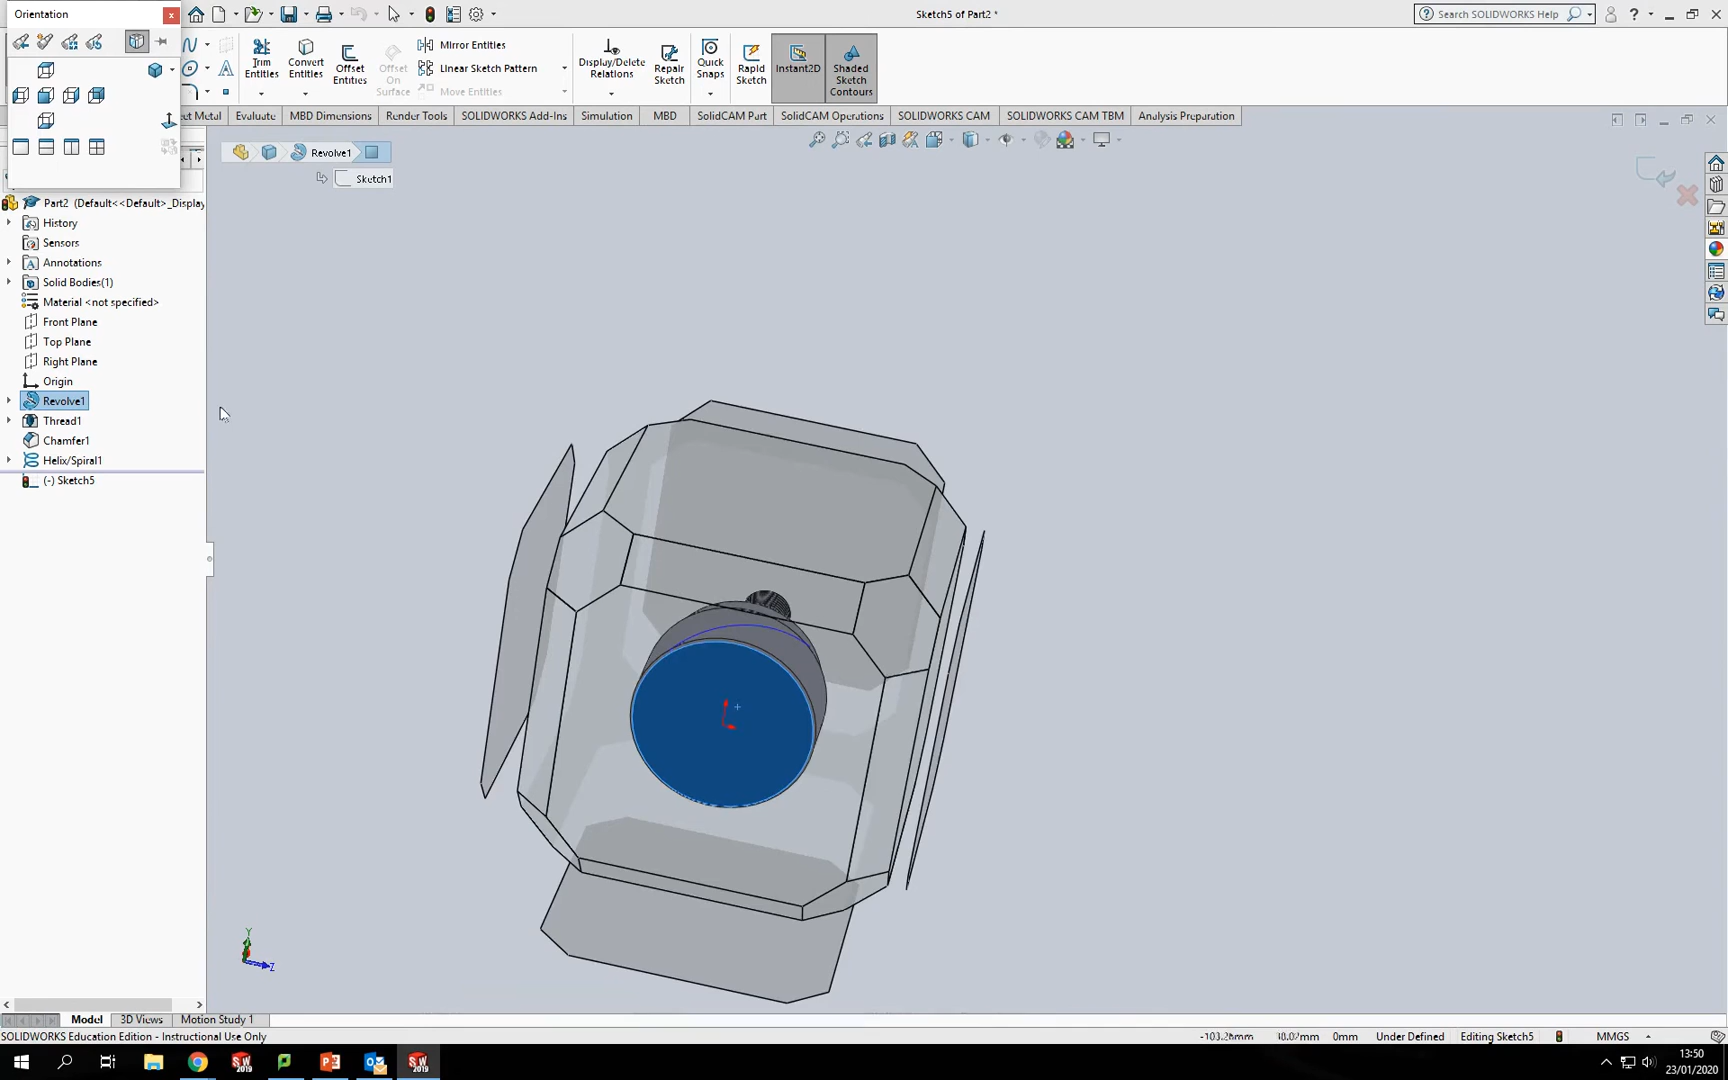 Orientation
Sketch5 of Part2 *
Search SOLIDWORKS Help
Trim Entities
Convert Entities
Offset Entities
Offset On Surface
Mirror Entities
Linear Sketch Pattern
Move Entities
Display/Delete Relations
Repair Sketch
Quick Snaps
Rapid Sketch
Instant2D
Shaded Sketch Contours
et Metal
Evaluate
MBD Dimensions
Render Tools
SOLIDWORKS Add-Ins
Simulation
MBD
SolidCAM Part
SolidCAM Operations
SOLIDWORKS CAM
SOLIDWORKS CAM TBM
Analysis Preparation
Revolve1
Sketch1
Part2 (Default<<Default>_Display
History
Sensors
Annotations
Solid Bodies(1)
Material <not specified>
Front Plane
Top Plane
Right Plane
Origin
Revolve1
Thread1
Chamfer1
Helix/Spiral1
(-) Sketch5
Y
Z
Model
3D Views
Motion Study 1
SOLIDWORKS Education Edition - Instructional Use Only
0mm
Under Defined
Editing Sketch5
MMGS
13:50
23/01/2020